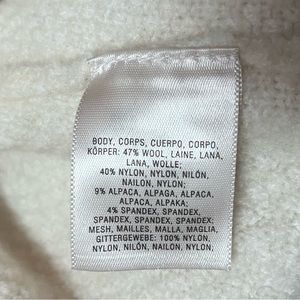 BODY, CORPS, CUERPO, CORPO,
KÖRPER: 47% WOOL, LAINE, LANA,
LANA, WOLLE;
40% NYLON, NYLON, NILÓN,
NAILON, NYLON;
9% ALPACA, ALPAGA, ALPACA,
ALPACA, ALPAKA;
4% SPANDEX, SPANDEX,
SPANDEX, SPANDEX, SPANDEX;
MESH, MAILLES, MALLA, MAGLIA,
GITTERGEWEBE: 100% NYLON,
NYLON, NILÓN, NAILON, NYLON;